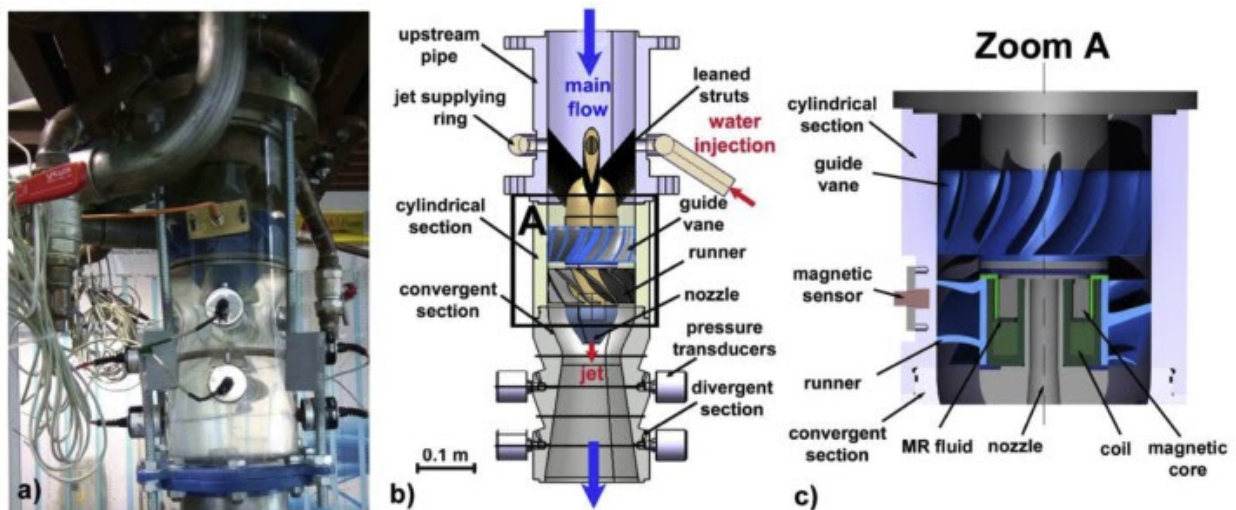 a)
upstream
pipe
main
flow
leaned
struts
jet supplying
ring
water
injection
cylindrical
section
A
guide
vane
runner
convergent
section
nozzle
pressure
transducers
jet
divergent
section
0.1 m
b)
Zoom A
cylindrical
section
guide
vane
magnetic
sensor
runner
convergent
section
MR fluid
nozzle
coil
magnetic
core
c)